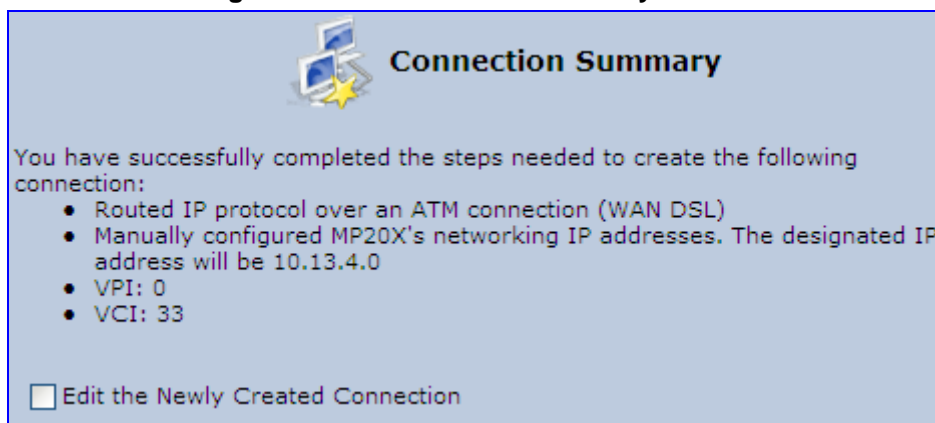 Connection Summary
You have successfully completed the steps needed to create the following
connection:
● Routed IP protocol over an ATM connection (WAN DSL)
● Manually configured MP20X's networking IP addresses. The designated IP
address will be 10.13.4.0
● VPI: 0
● VCI: 33
Edit the Newly Created Connection